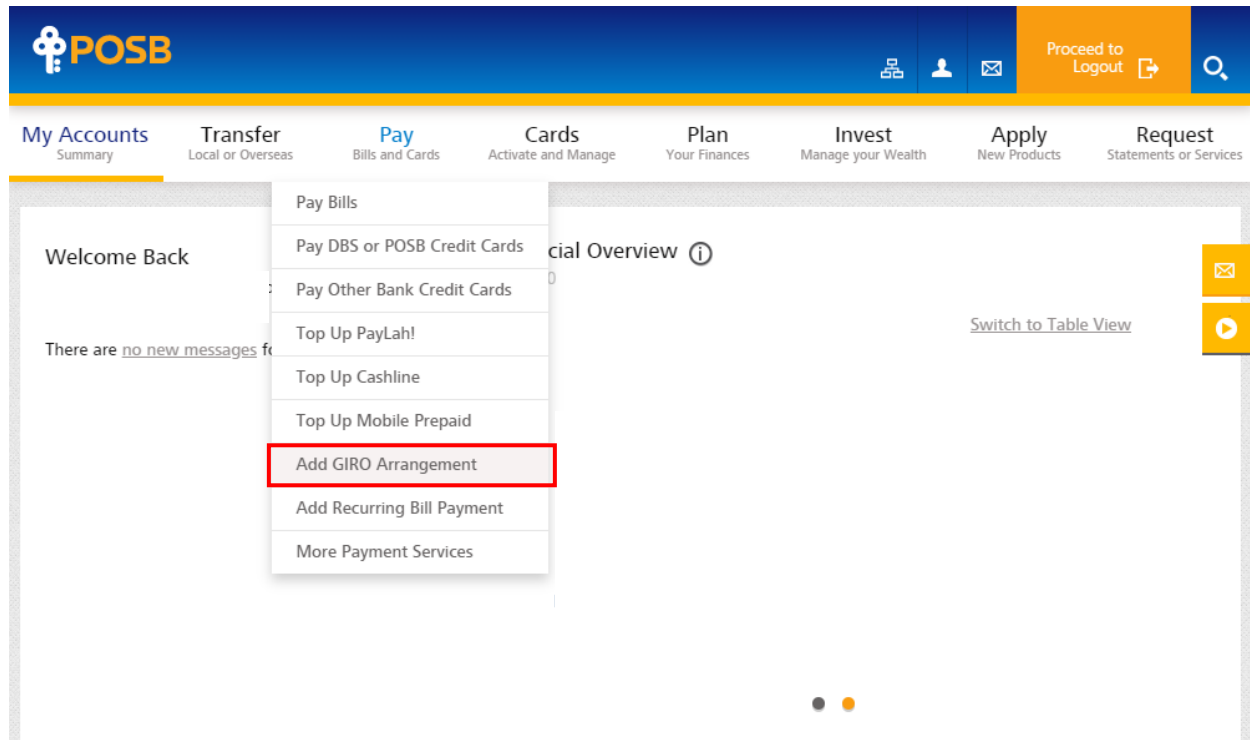 POSB
Proceed to
Logout
My Accounts Transfer Pay Cards Plan Invest Apply Request
Summary Local or Overseas Bills and Cards Activate and Manage Your Finances Manage your Wealth New Products Statements or Services
Pay Bills
Welcome Back
Pay DBS or POSB Credit Cards
cial Overview
Pay Other Bank Credit Cards
Switch to Table View
Top Up PayLah!
There are no new messages fo
Top Up Cashline
Top Up Mobile Prepaid
Add GIRO Arrangement
Add Recurring Bill Payment
More Payment Services